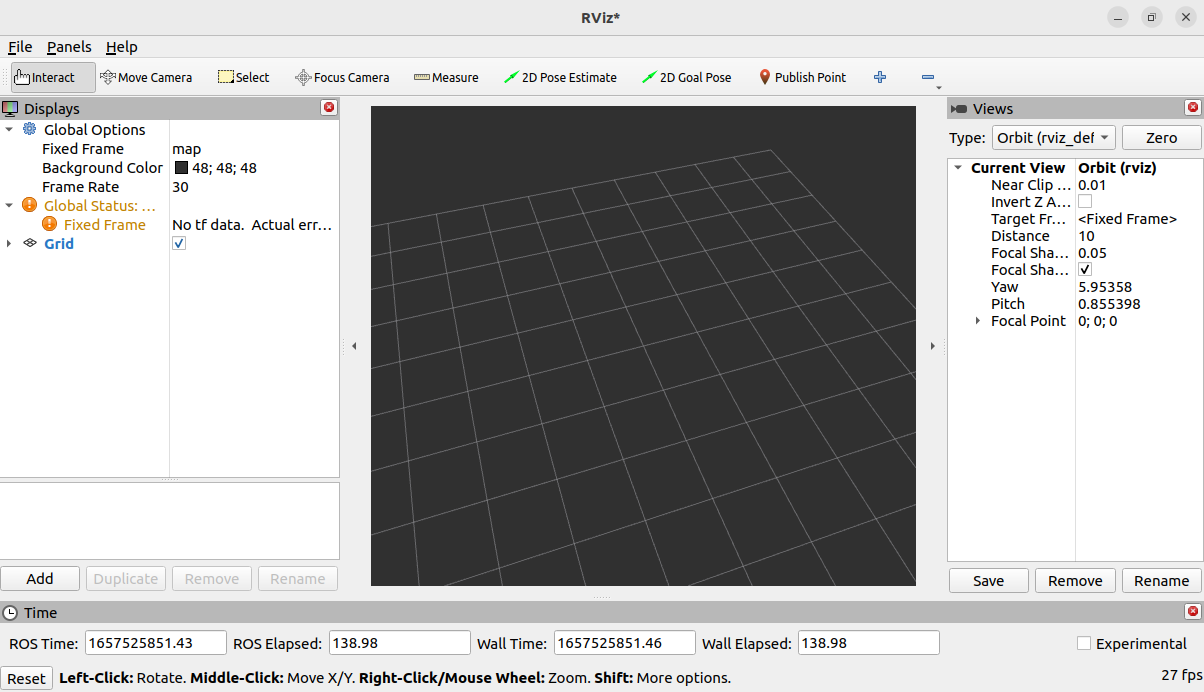 RViz*
File Panels Help
Interact Move Camera Select Focus Camera Measure 2D Pose Estimate 2D Goal Pose Publish Point
Displays
Global Options
Fixed Frame map
Background Color 48; 48; 48
Frame Rate 30
Global Status: ...
Fixed Frame No tf data. Actual err...
Grid
Add Duplicate Remove Rename
Views
Type: Orbit (rviz_def Zero
Current View Orbit (rviz)
Near Clip ... 0.01
Invert Z A...
Target Fr... <Fixed Frame>
Distance 10
Focal Sha... 0.05
Focal Sha...
Yaw 5.95358
Pitch 0.855398
Focal Point 0; 0; 0
Save Remove Rename
Time
ROS Time: 1657525851.43 ROS Elapsed: 138.98 Wall Time: 1657525851.46 Wall Elapsed: 138.98 Experimental
Reset Left-Click: Rotate. Middle-Click: Move X/Y. Right-Click/Mouse Wheel: Zoom. Shift: More options. 27 fps